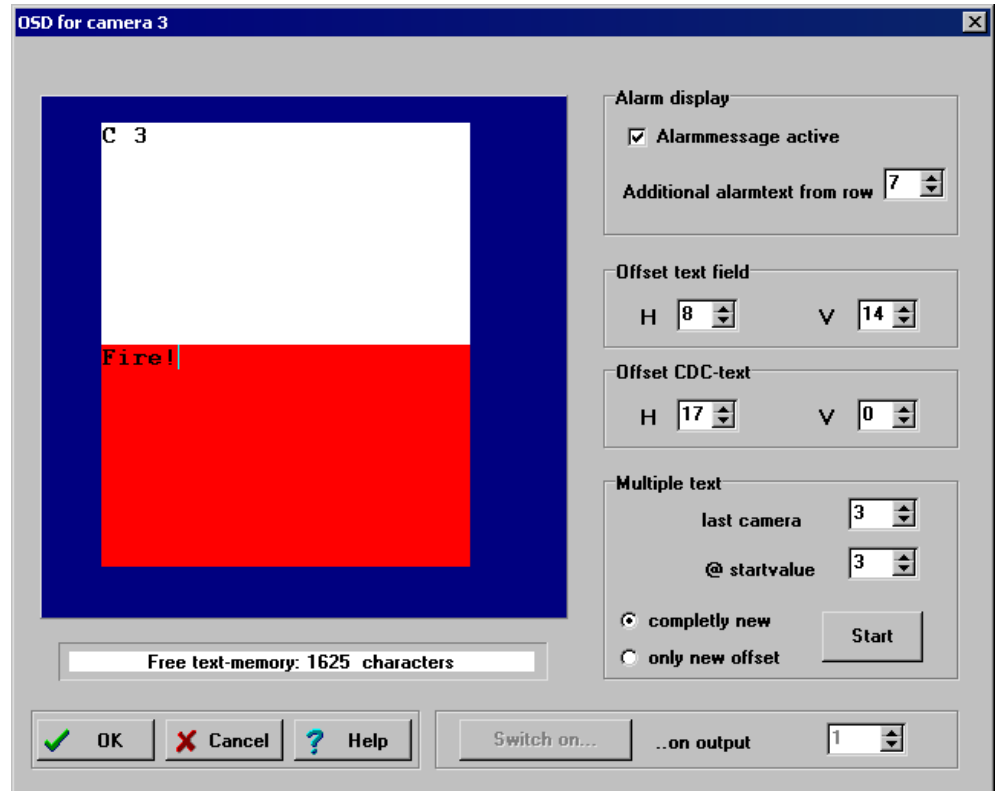 OSD for camera 3
C 3
Fire!
Free text-memory: 1625 characters
Alarm display
Alarmmessage active
Additional alarmtext from row 7
Offset text field
H 8 V 14
Offset CDC-text
H 17 V 0
Multiple text
last camera 3
@ startvalue 3
completly new
only new offset
Start
OK Cancel ? Help
Switch on... ..on output 1